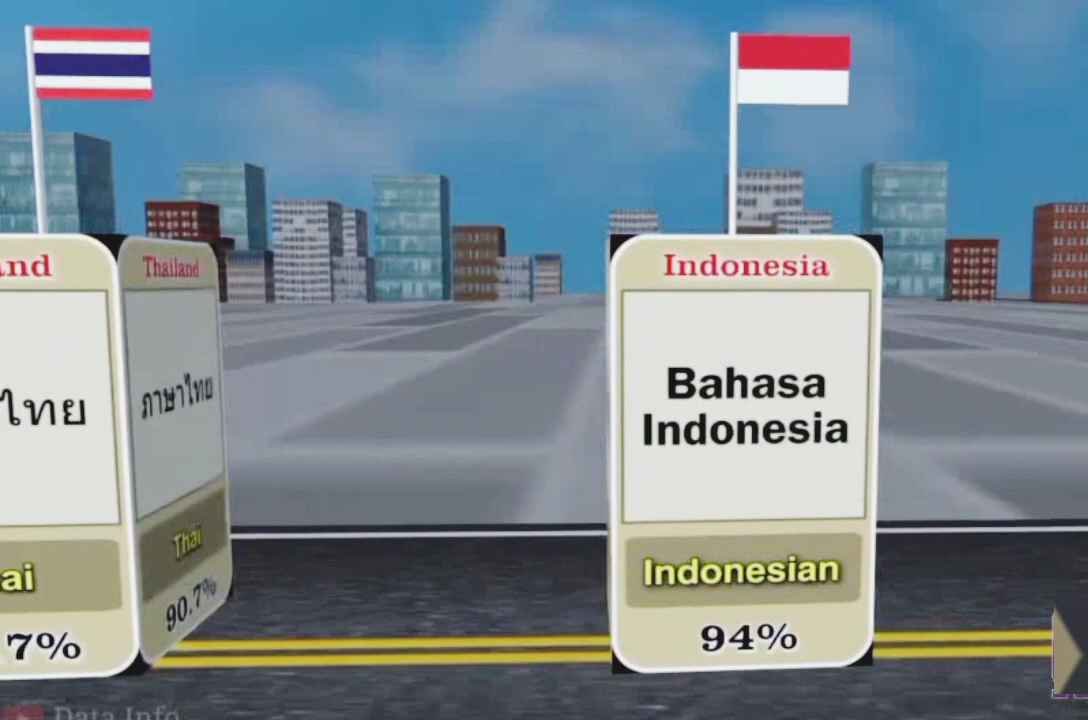 and
ไทย
ai
7%
Thailand
ภาษาไทย
Thai
90.7%
Indonesia
Bahasa
Indonesia
Indonesian
94%
Data Info